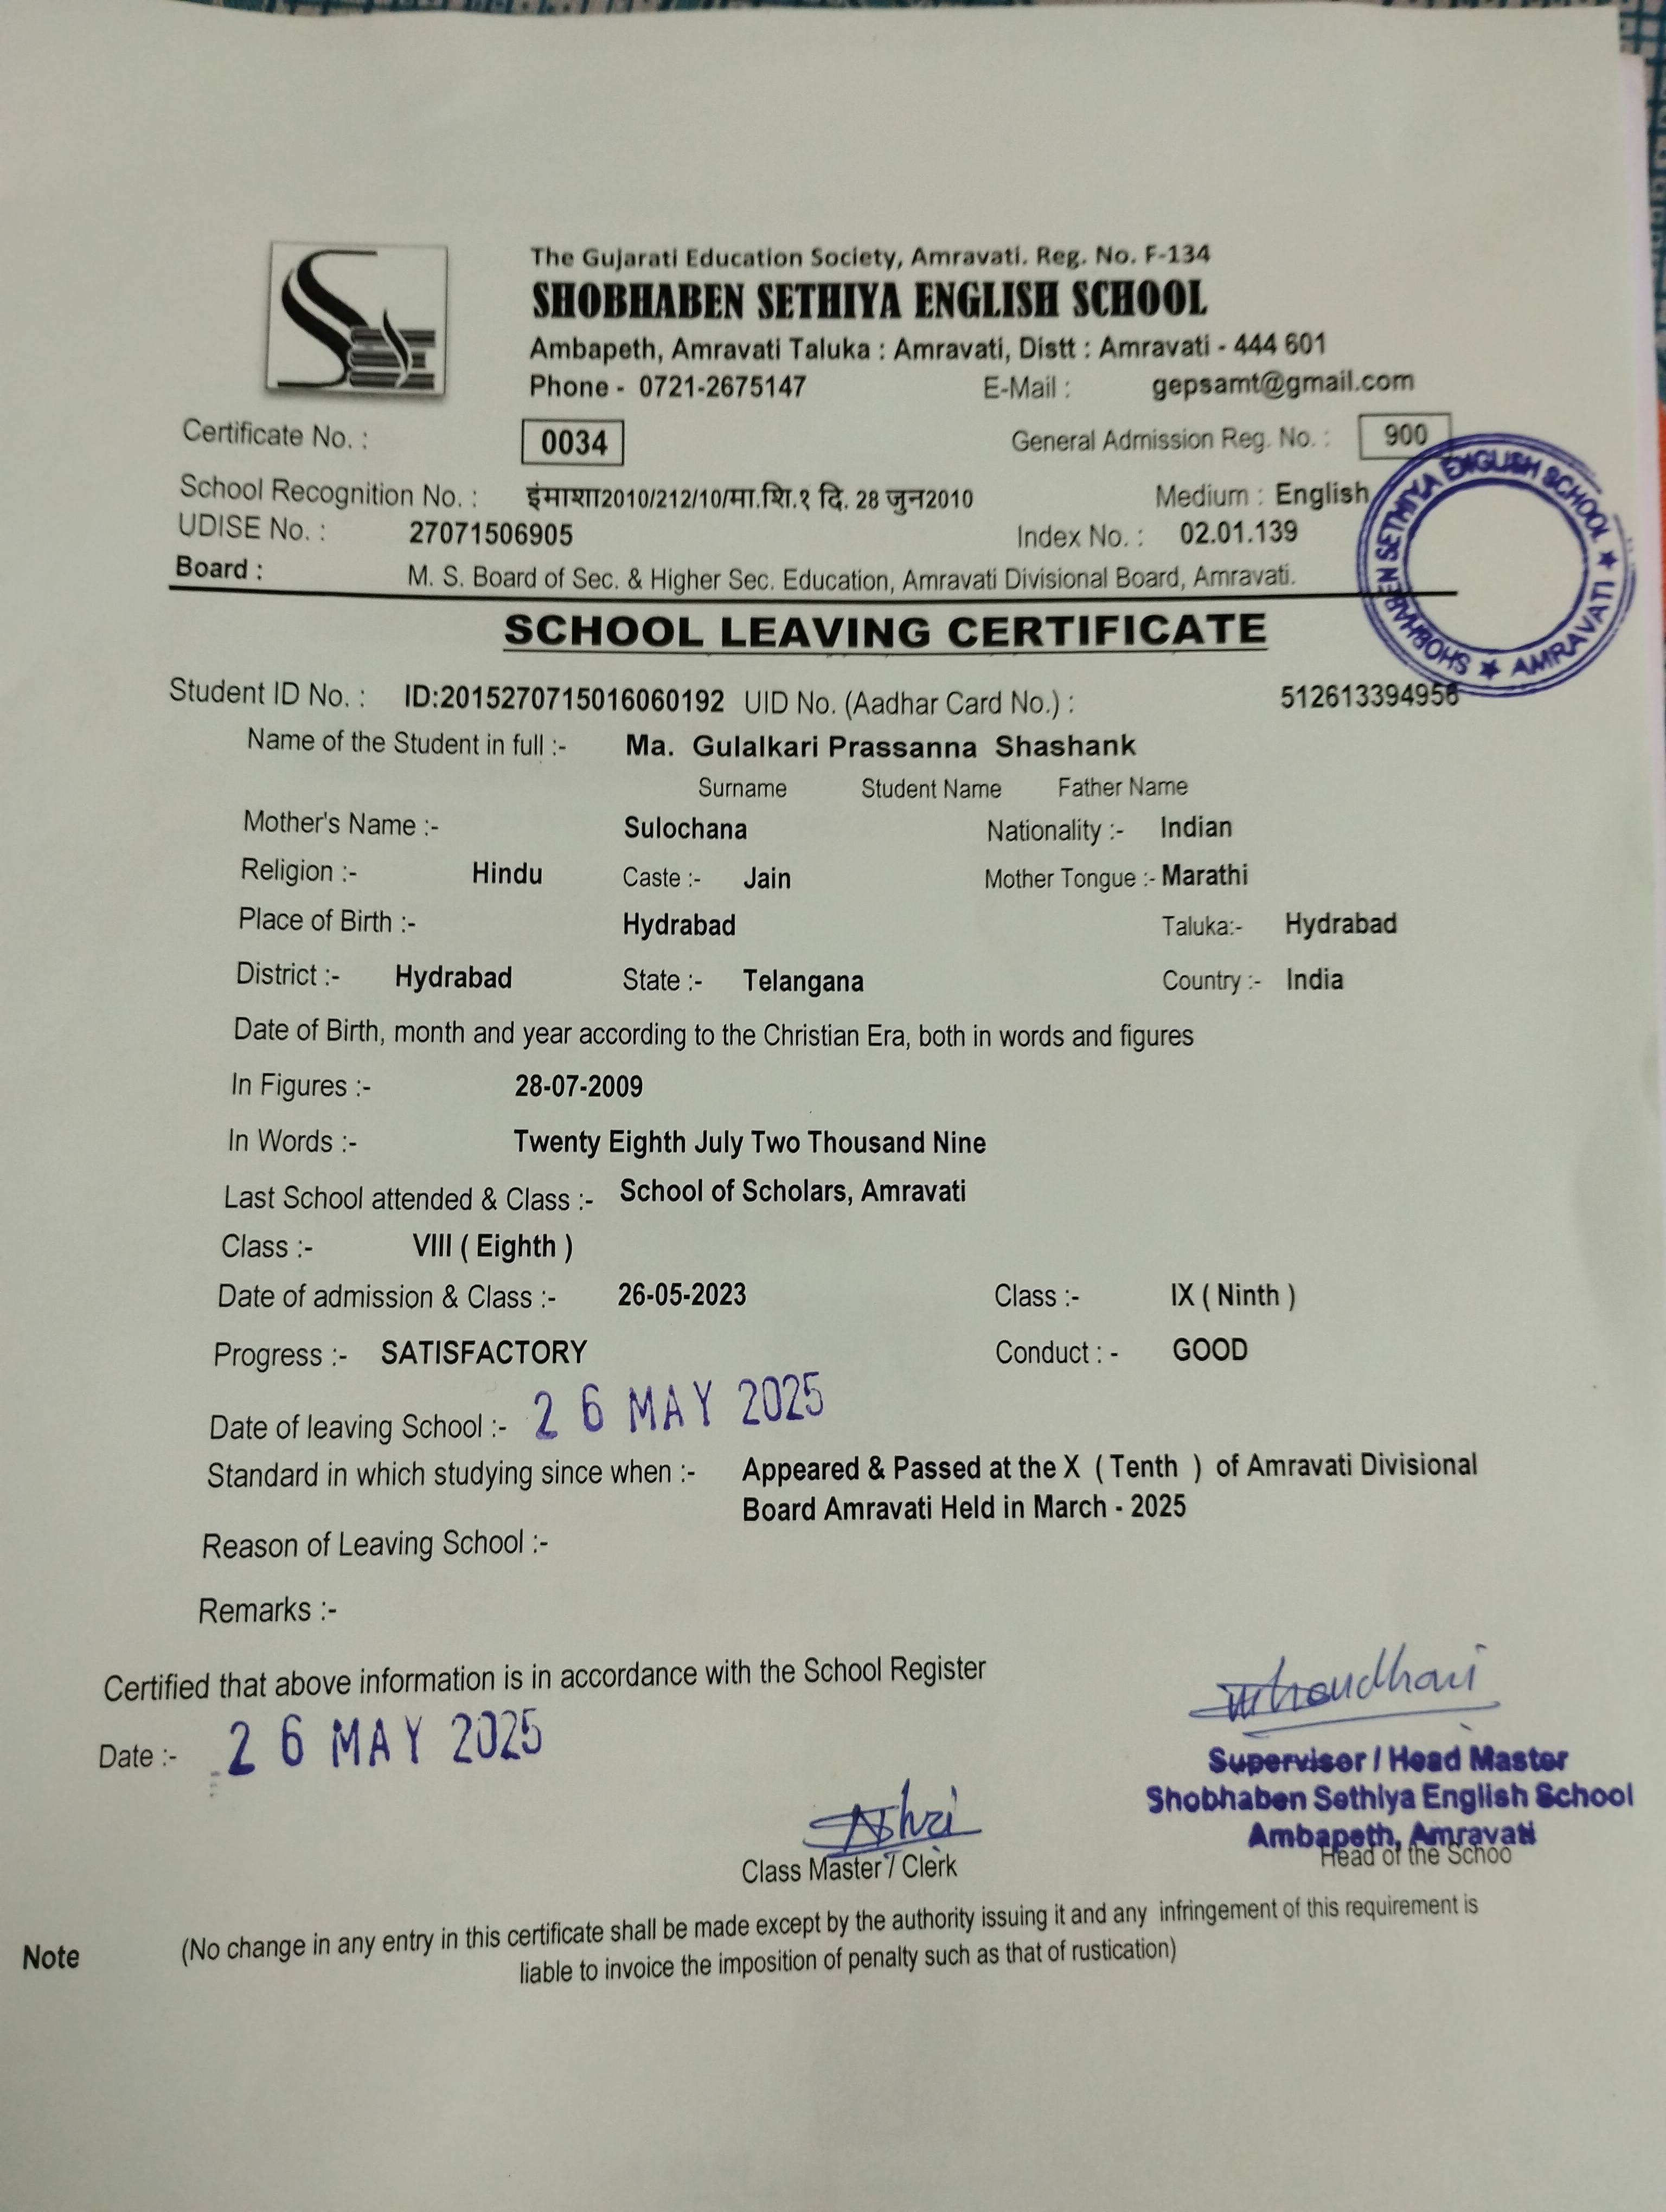 The Gujarati Education Society, Amravati. Reg. No. F-134
SHOBHABEN SETHIYA ENGLISH SCHOOL
Ambapeth, Amravati Taluka : Amravati, Distt : Amravati - 444 601
Phone - 0721-2675147 E-Mail : gepsamt@gmail.com
Certificate No. : 0034 General Admission Reg. No. : 900
School Recognition No. : इंमाशा2010/212/10/मा.शि.१ दि. 28 जुन2010 Medium : English
UDISE No. : 27071506905 Index No. : 02.01.139
Board : M. S. Board of Sec. & Higher Sec. Education, Amravati Divisional Board, Amravati.
SHOBHABEN SETHIYA ENGLISH SCHOOL ★ AMRAVATI ★
SCHOOL LEAVING CERTIFICATE
Student ID No. : ID:2015270715016060192 UID No. (Aadhar Card No.) : 512613394956
Name of the Student in full :- Ma. Gulalkari Prassanna Shashank
Surname Student Name Father Name
Mother's Name :- Sulochana Nationality :- Indian
Religion :- Hindu Caste :- Jain Mother Tongue :- Marathi
Place of Birth :- Hydrabad Taluka:- Hydrabad
District :- Hydrabad State :- Telangana Country :- India
Date of Birth, month and year according to the Christian Era, both in words and figures
In Figures :- 28-07-2009
In Words :- Twenty Eighth July Two Thousand Nine
Last School attended & Class :- School of Scholars, Amravati
Class :- VIII ( Eighth )
Date of admission & Class :- 26-05-2023 Class :- IX ( Ninth )
Progress :- SATISFACTORY Conduct : - GOOD
Date of leaving School :- 26 MAY 2025
Standard in which studying since when :- Appeared & Passed at the X ( Tenth ) of Amravati Divisional
Board Amravati Held in March - 2025
Reason of Leaving School :-
Remarks :-
Certified that above information is in accordance with the School Register
Date :- 26 MAY 2025
Supervisor / Head Master
Shobhaben Sethiya English School
Ambapeth, Amravati
Class Master / Clerk Head of the Schoo
Note (No change in any entry in this certificate shall be made except by the authority issuing it and any infringement of this requirement is
liable to invoice the imposition of penalty such as that of rustication)